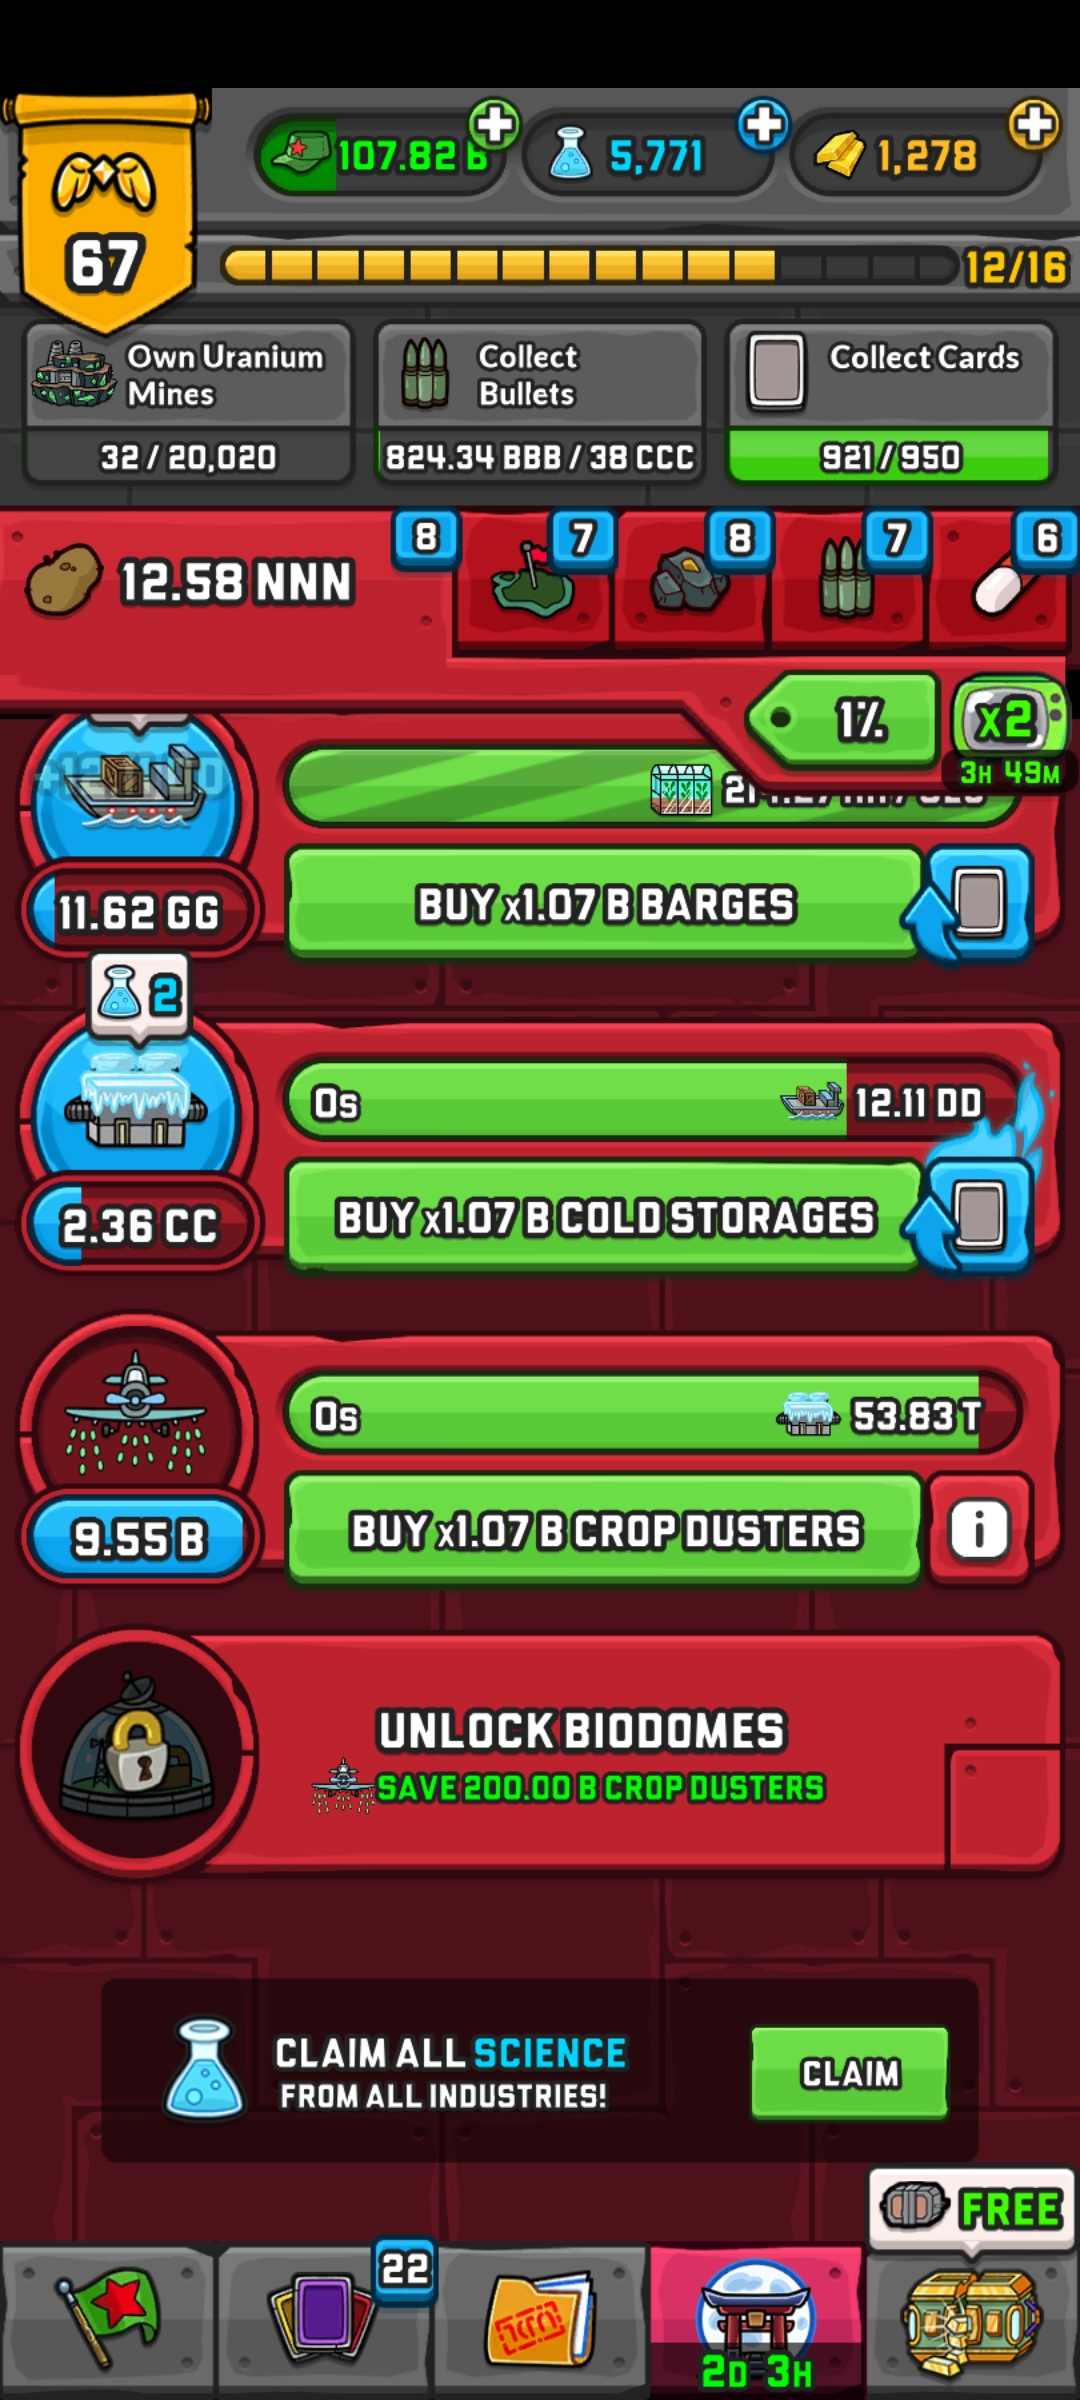 107.82 B
5,771
1,278
67
12/16
Own Uranium
Mines
32 / 20,020
Collect
Bullets
824.34 BBB / 38 CCC
Collect Cards
921 / 950
12.58 NNN
8
7
8
7
6
1%
x2
3H 49M
11.62 GG
BUY x1.07 B BARGES
2
0s
12.11 DD
2.36 CC
BUY x1.07 B COLD STORAGES
0s
53.83 T
9.55 B
BUY x1.07 B CROP DUSTERS
i
UNLOCK BIODOMES
SAVE 200.00 B CROP DUSTERS
CLAIM ALL SCIENCE
FROM ALL INDUSTRIES!
CLAIM
FREE
22
2D 3H